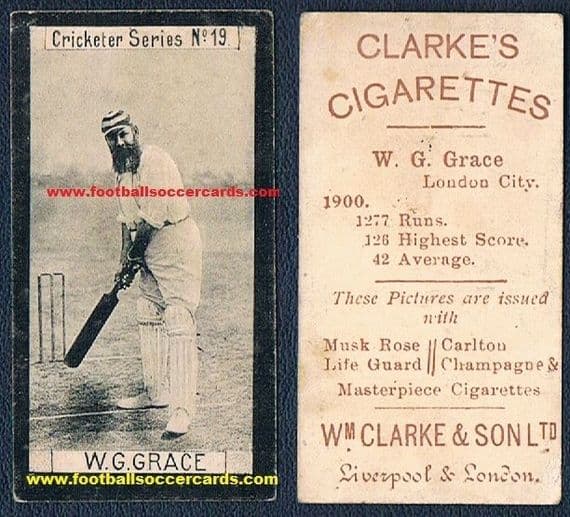 Cricketer Series No 19
www.footballsoccercards.com
W.G.GRACE
www.footballsoccercards.com
CLARKE'S
CIGARETTES
W. G. Grace
London City.
1900.
1277 Runs.
126 Highest Score.
42 Average.
These Pictures are issued
with
Musk Rose || Carlton
Life Guard || Champagne &
Masterpiece Cigarettes
WM CLARKE & SON LTD
Liverpool & London.